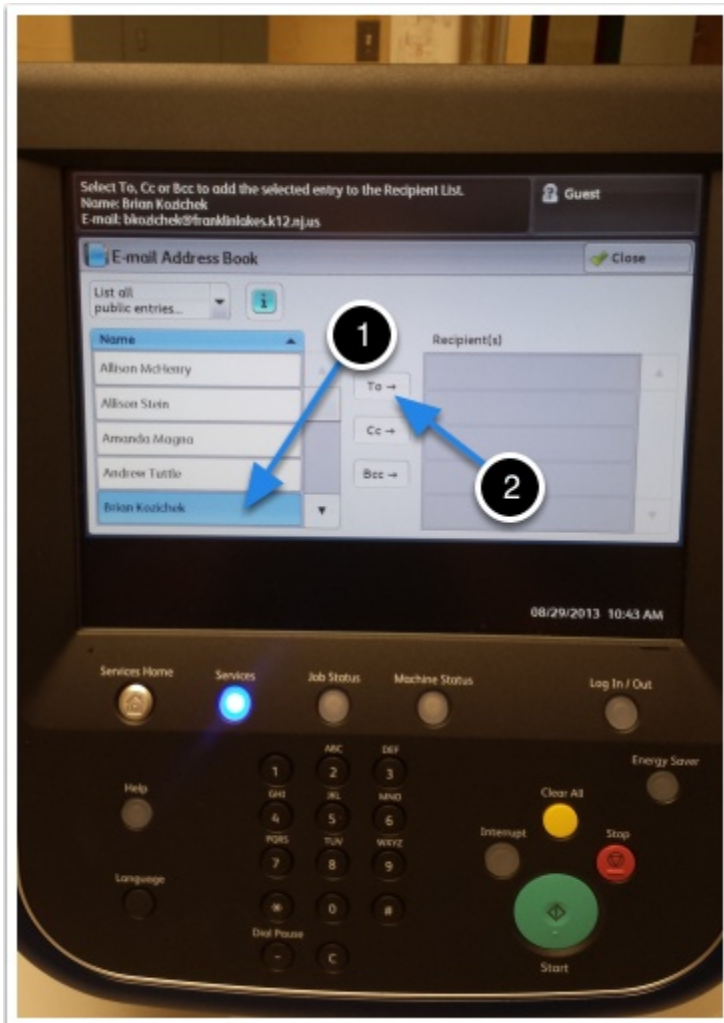 Select To, Cc or Bcc to add the selected entry to the Recipient List.
Name: Brian Kozichek
E-mail: bkozichek@franklinlakes.k12.nj.us
Guest
E-mail Address Book
Close
List all
public entries...
i
Name
Recipient(s)
1
Allison McHenry
Allison Stein
Amanda Magna
Andrew Tuttle
Brian Kozichek
To →
Cc →
Bcc →
2
08/29/2013 10:43 AM
Services Home
Services
Job Status
Machine Status
Log In / Out
Energy Saver
Help
Language
ABC
DEF
1
2
3
GHI
JKL
MNO
4
5
6
PQRS
TUV
WXYZ
7
8
9
*
0
#
Dial Pause
-
C
Clear All
Interrupt
Stop
Start